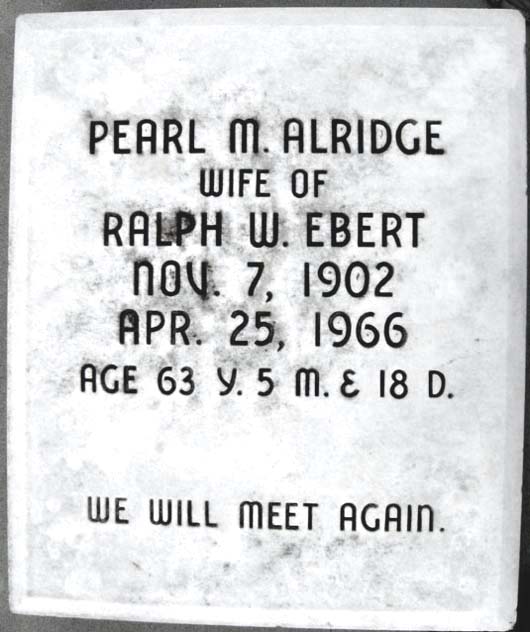 PEARL M. ALRIDGE
WIFE OF
RALPH W. EBERT
NOV. 7, 1902
APR. 25, 1966
AGE 63 Y. 5 M. & 18 D.
WE WILL MEET AGAIN.